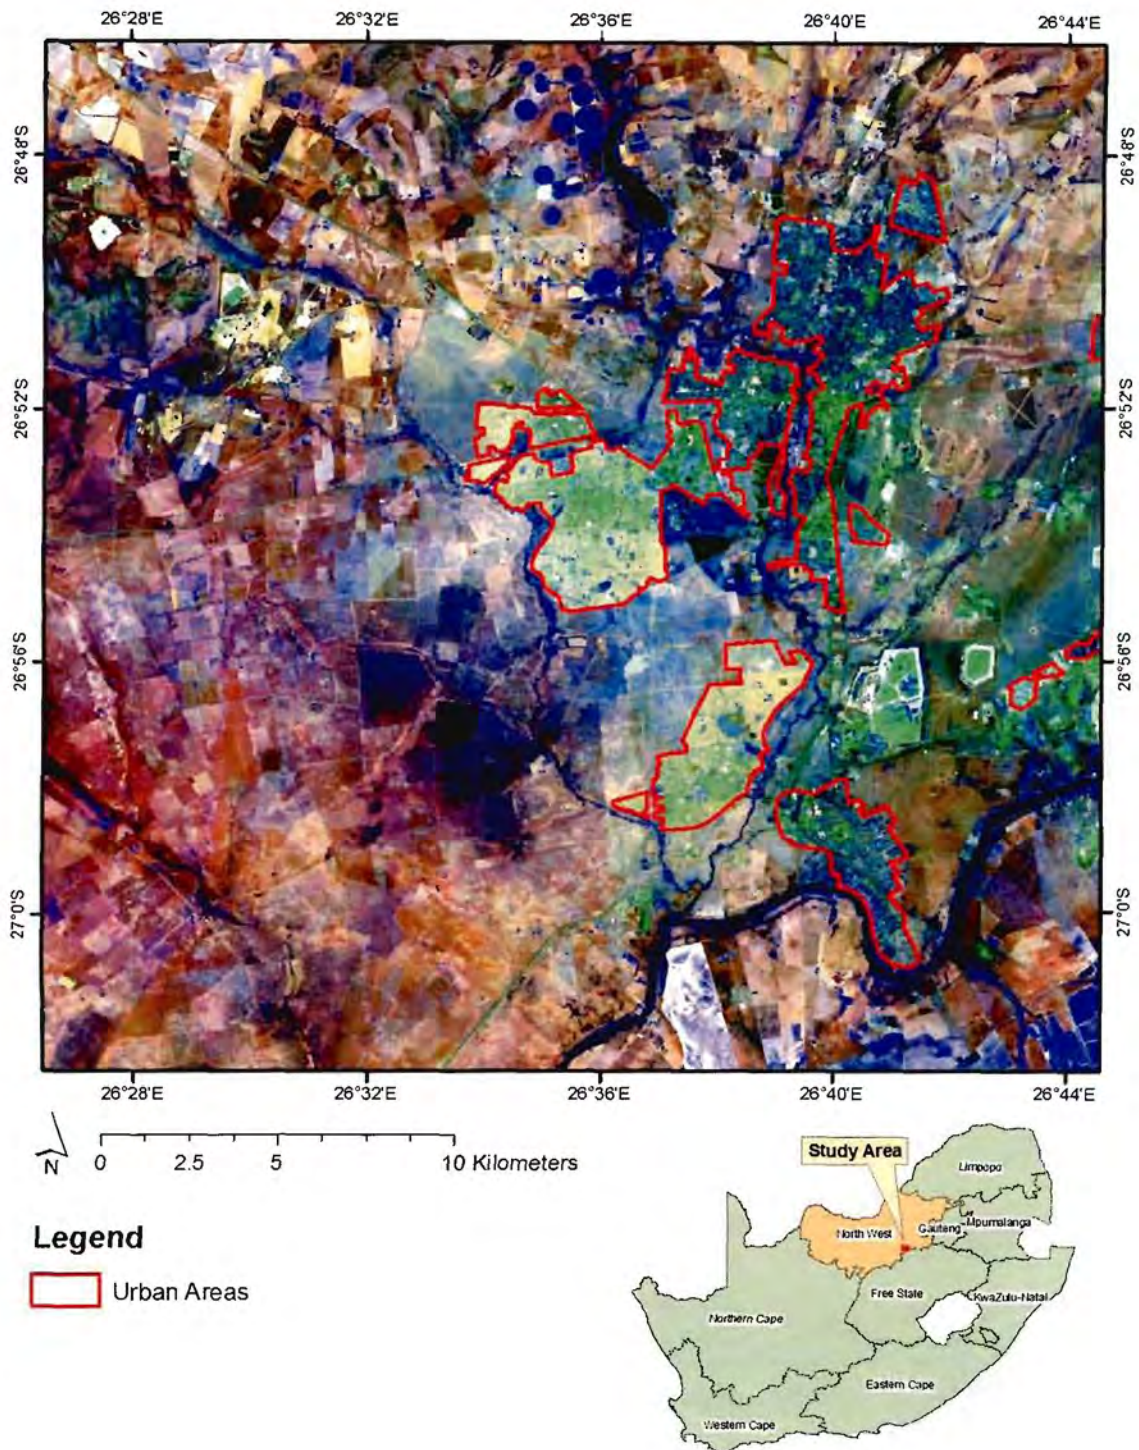 26°28'E 26°32'E 26°36'E 26°40'E 26°44'E
26°48'S 26°48'S
26°52'S 26°52'S
26°56'S 26°56'S
27°0'S 27°0'S
26°28'E 26°32'E 26°36'E 26°40'E 26°44'E
N
0 2.5 5 10 Kilometers
Legend
Urban Areas
Study Area
Limpopo
North West
Gauteng
Mpumalanga
Free State
KwaZulu-Natal
Northern Cape
Eastern Cape
Western Cape